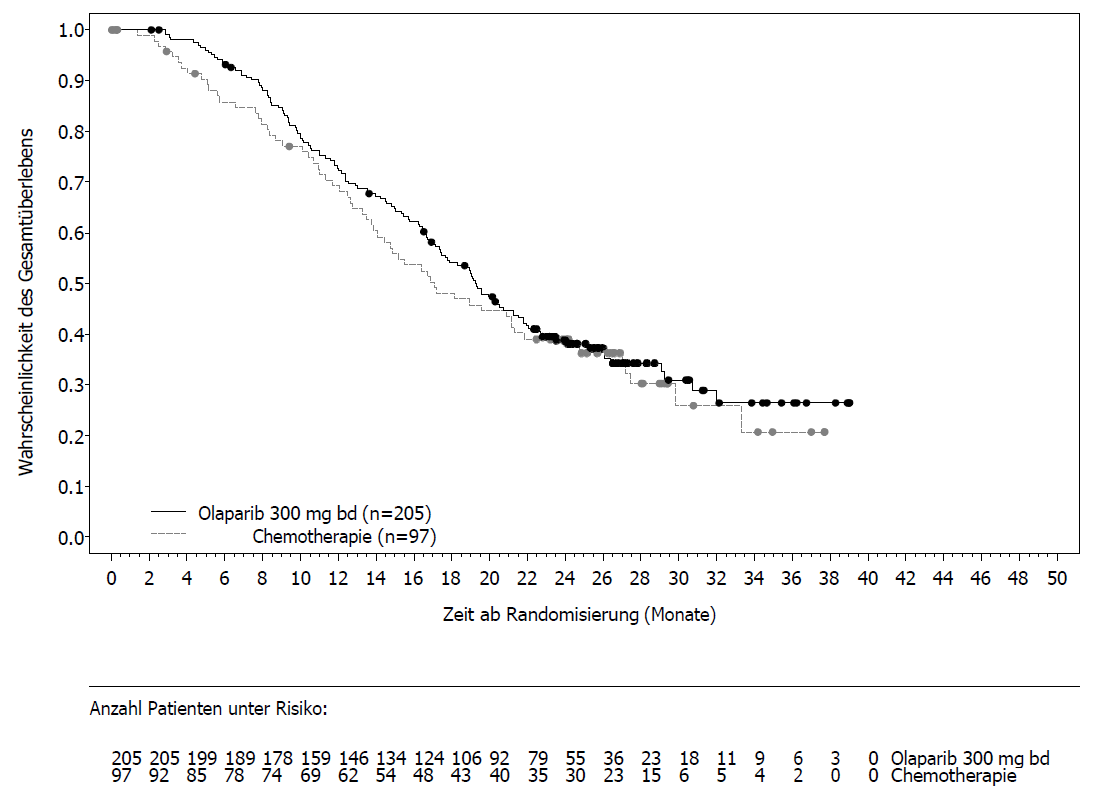 Wahrscheinlichkeit des Gesamtüberlebens
1.0
0.9
0.8
0.7
0.6
0.5
0.4
0.3
0.2
0.1
0.0
Olaparib 300 mg bd (n=205)
Chemotherapie (n=97)
0 2 4 6 8 10 12 14 16 18 20 22 24 26 28 30 32 34 36 38 40 42 44 46 48 50
Zeit ab Randomisierung (Monate)
Anzahl Patienten unter Risiko:
205 205 199 189 178 159 146 134 124 106 92 79 55 36 23 18 11 9 6 3 0 Olaparib 300 mg bd
97 92 85 78 74 69 62 54 48 43 40 35 30 23 15 6 5 4 2 0 0 Chemotherapie